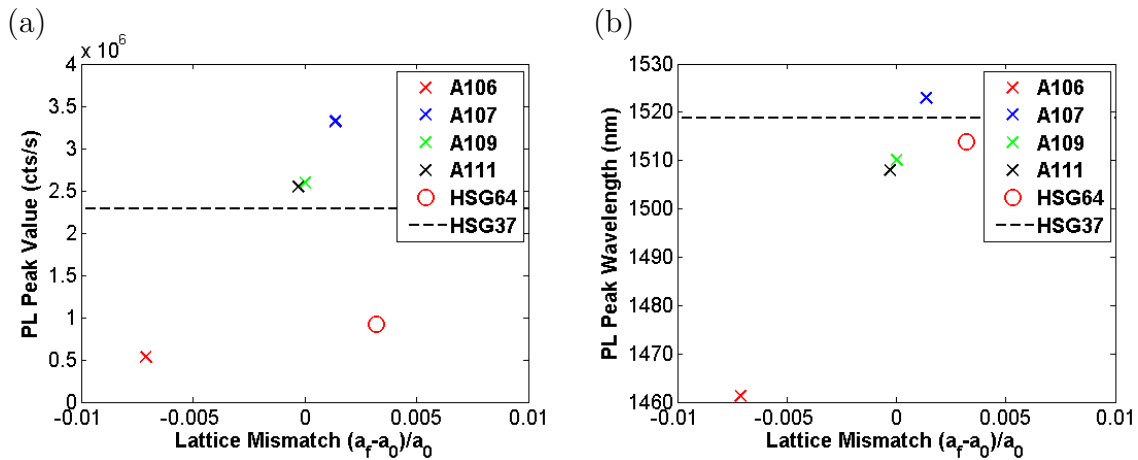 (a)
x 10⁶
4
3.5
3
2.5
2
1.5
1
0.5
0
-0.01
-0.005
0
0.005
0.01
PL Peak Value (cts/s)
Lattice Mismatch (a_f-a_0)/a_0
A106
A107
A109
A111
HSG64
HSG37
(b)
1530
1520
1510
1500
1490
1480
1470
1460
-0.01
-0.005
0
0.005
0.01
PL Peak Wavelength (nm)
Lattice Mismatch (a_f-a_0)/a_0
A106
A107
A109
A111
HSG64
HSG37